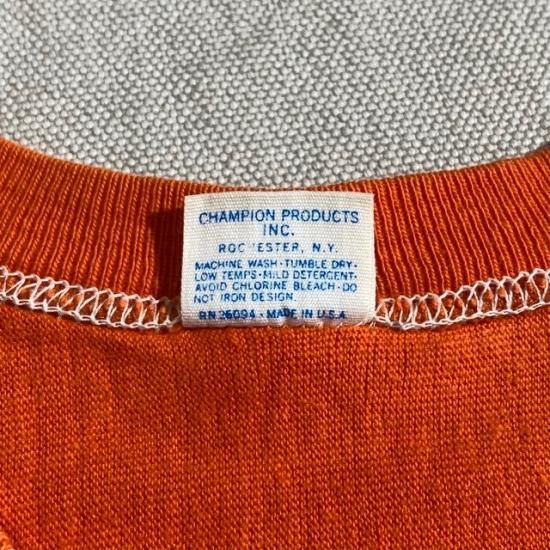 CHAMPION PRODUCTS
INC.
ROCHESTER, N.Y.
MACHINE WASH·TUMBLE DRY·
LOW TEMPS·MILD DETERGENT·
AVOID CHLORINE BLEACH·DO
NOT IRON DESIGN.
RN 26094·MADE IN U.S.A